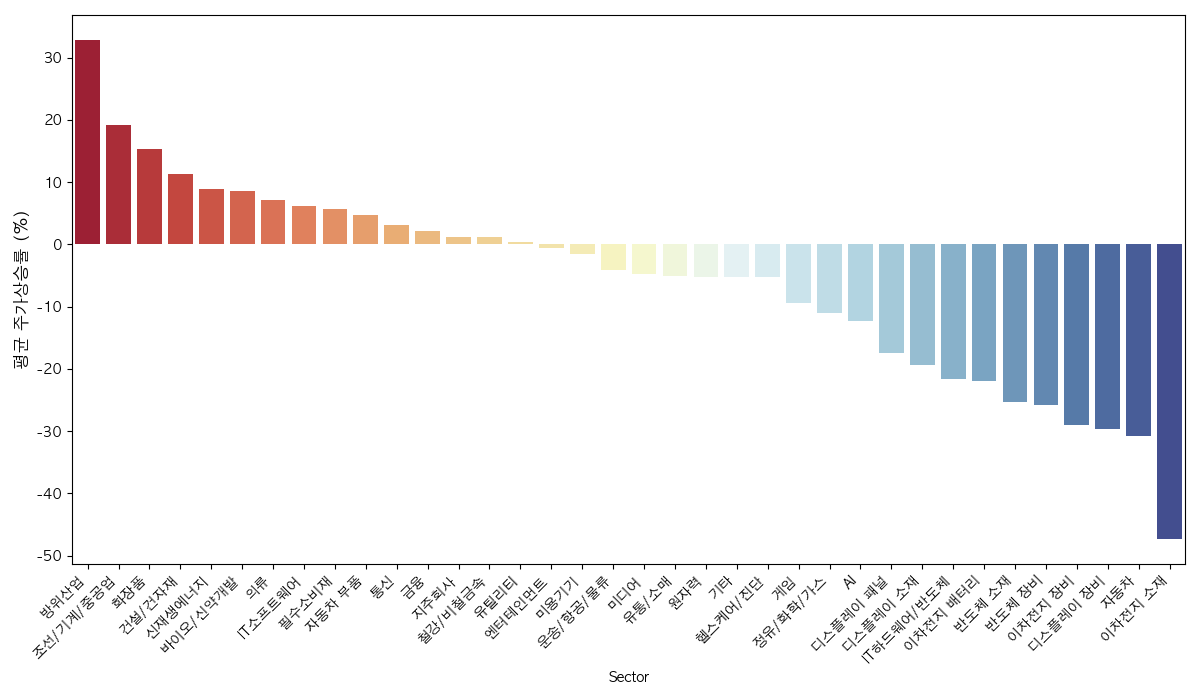 30
20
10
0
-10
-20
-30
-40
-50
평균 주가상승률 (%)
방위산업
조선/기계/중공업
화장품
건설/건자재
신재생에너지
바이오/신약개발
의류
IT소프트웨어
필수소비재
자동차 부품
통신
금융
지주회사
철강/비철금속
유틸리티
엔터테인먼트
미용기기
운송/항공/물류
미디어
유통/소매
원자력
기타
헬스케어/진단
게임
정유/화학/가스
AI
디스플레이 패널
디스플레이 소재
IT하드웨어/반도체
이차전지 배터리
반도체 소재
반도체 장비
이차전지 장비
디스플레이 장비
자동차
이차전지 소재
Sector